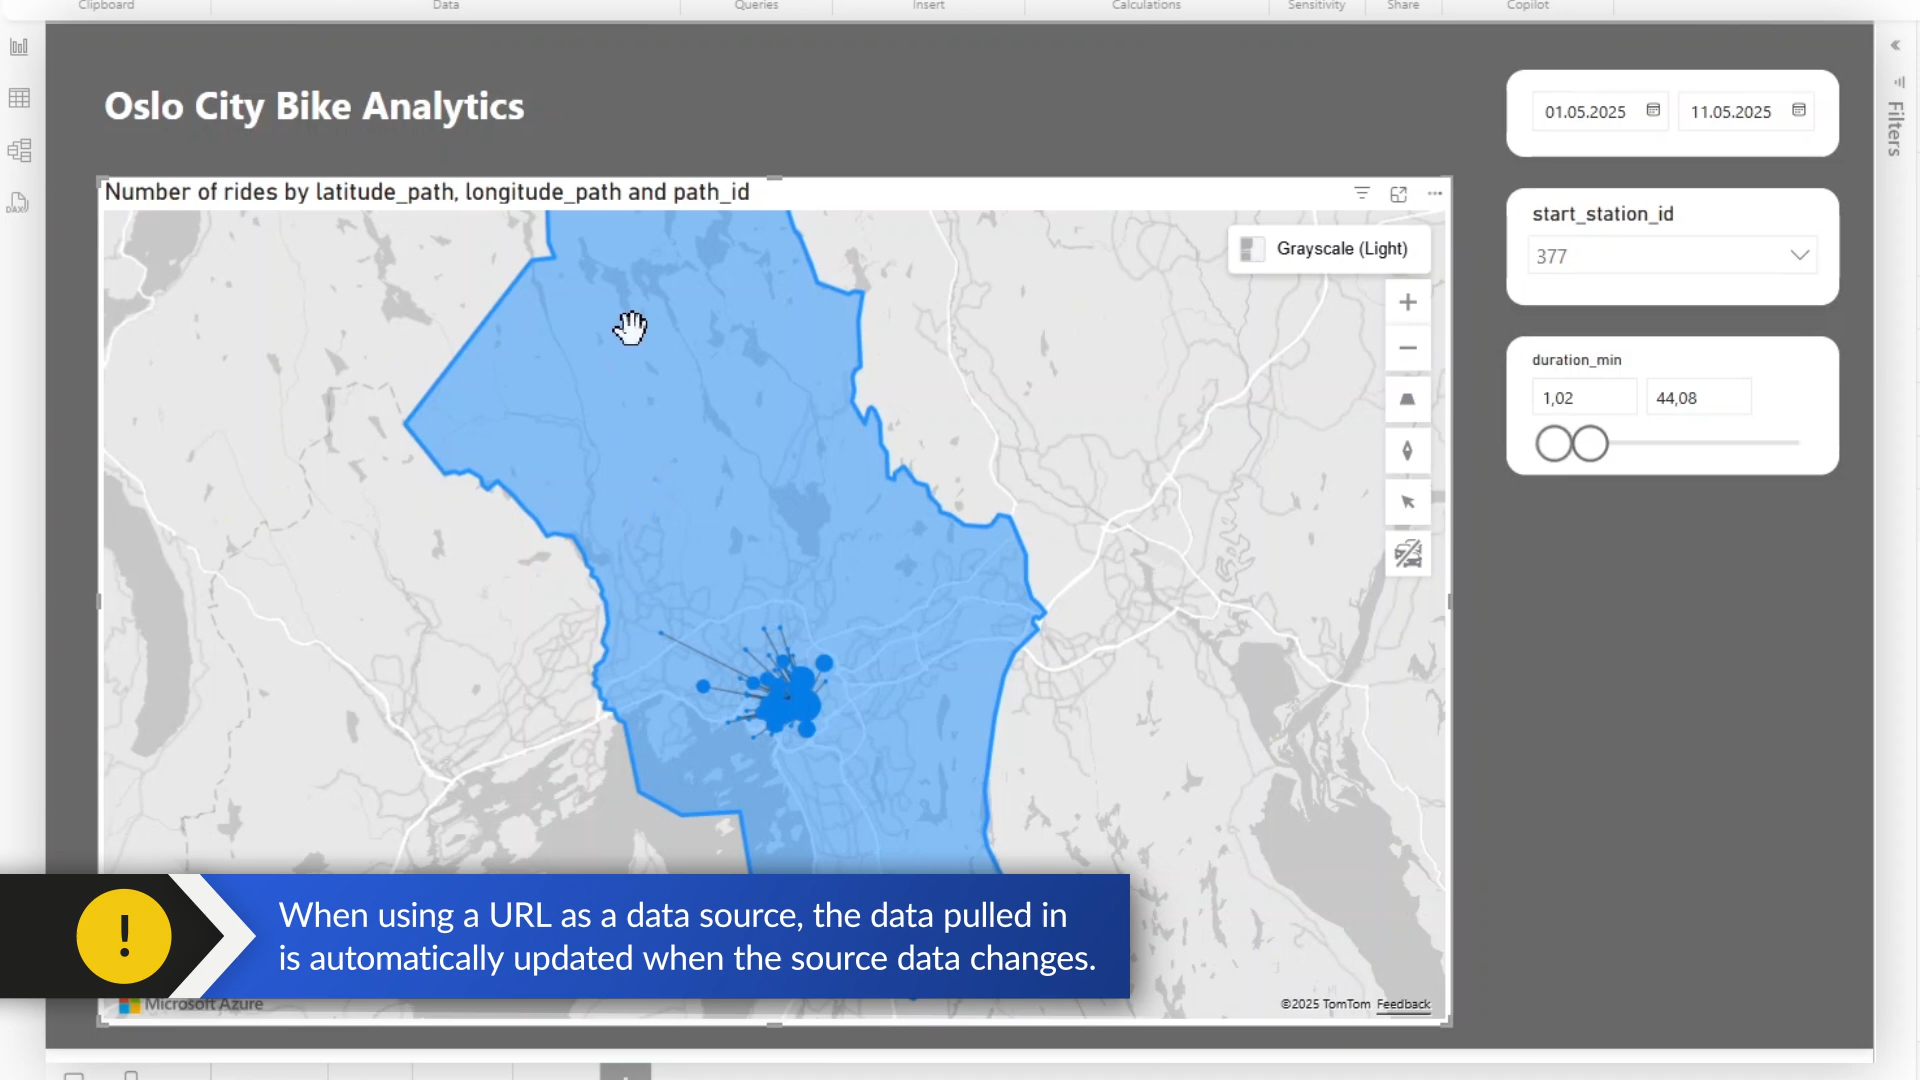 Clipboard
Data
Queries
Insert
Calculations
Sensitivity
Share
Copilot
Oslo City Bike Analytics
01.05.2025
11.05.2025
Filters
DAX
Number of rides by latitude_path, longitude_path and path_id
start_station_id
377
Grayscale (Light)
duration_min
1,02
44,08
When using a URL as a data source, the data pulled in
is automatically updated when the source data changes.
Microsoft Azure
©2025 TomTom Feedback